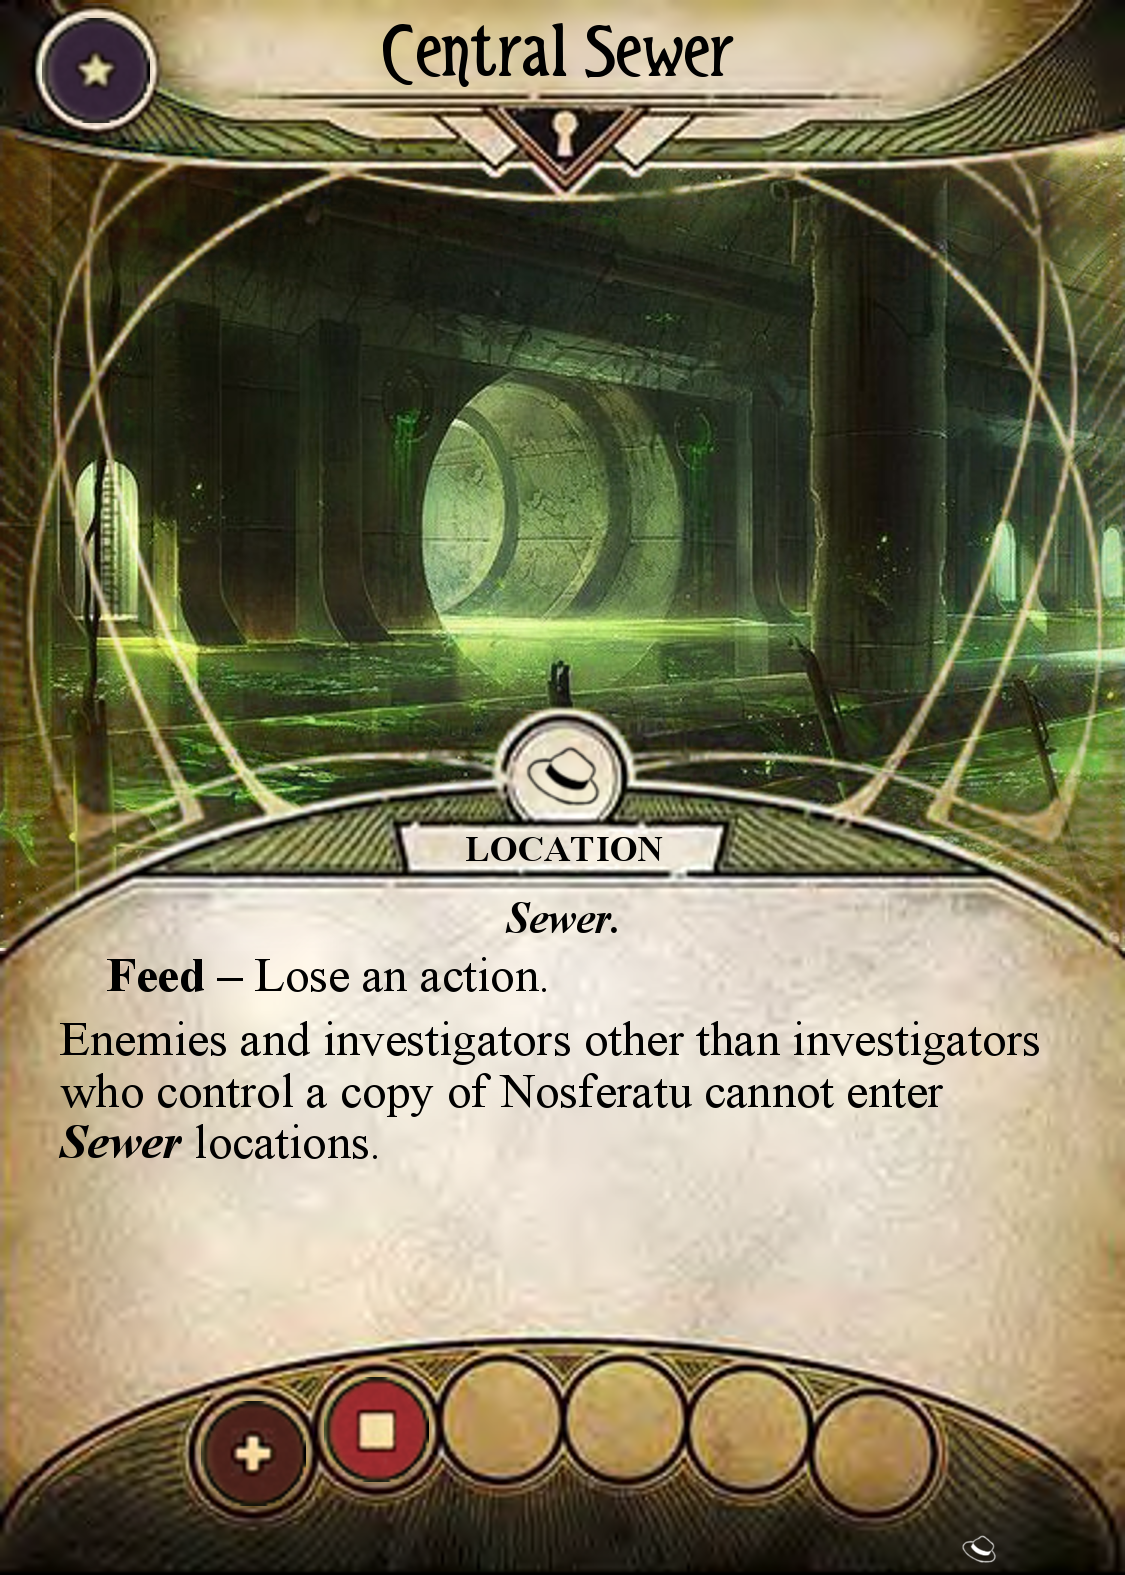 Central Sewer
LOCATION
Sewer.
Feed – Lose an action.
Enemies and investigators other than investigators
who control a copy of Nosferatu cannot enter
Sewer locations.